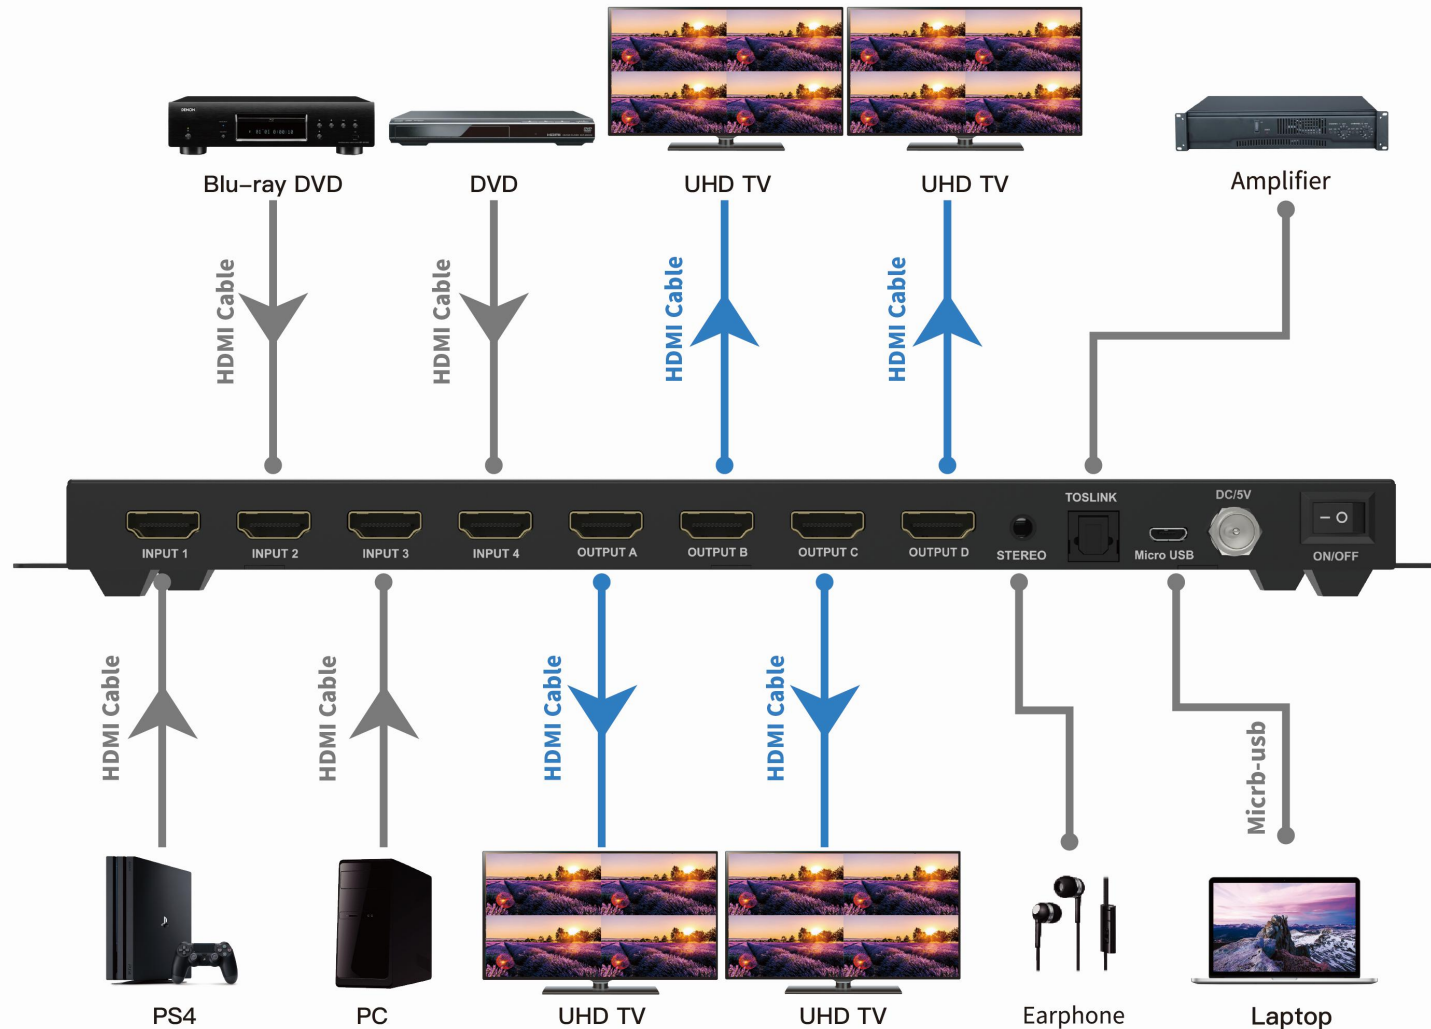 DENON
Blu-ray DVD
DVD
UHD TV
UHD TV
Amplifier
HDMI Cable
HDMI Cable
HDMI Cable
HDMI Cable
INPUT 1
INPUT 2
INPUT 3
INPUT 4
OUTPUT A
OUTPUT B
OUTPUT C
OUTPUT D
STEREO
TOSLINK
Micro USB
DC/5V
ON/OFF
HDMI Cable
HDMI Cable
HDMI Cable
HDMI Cable
Micrb-usb
PS4
PC
UHD TV
UHD TV
Earphone
Laptop